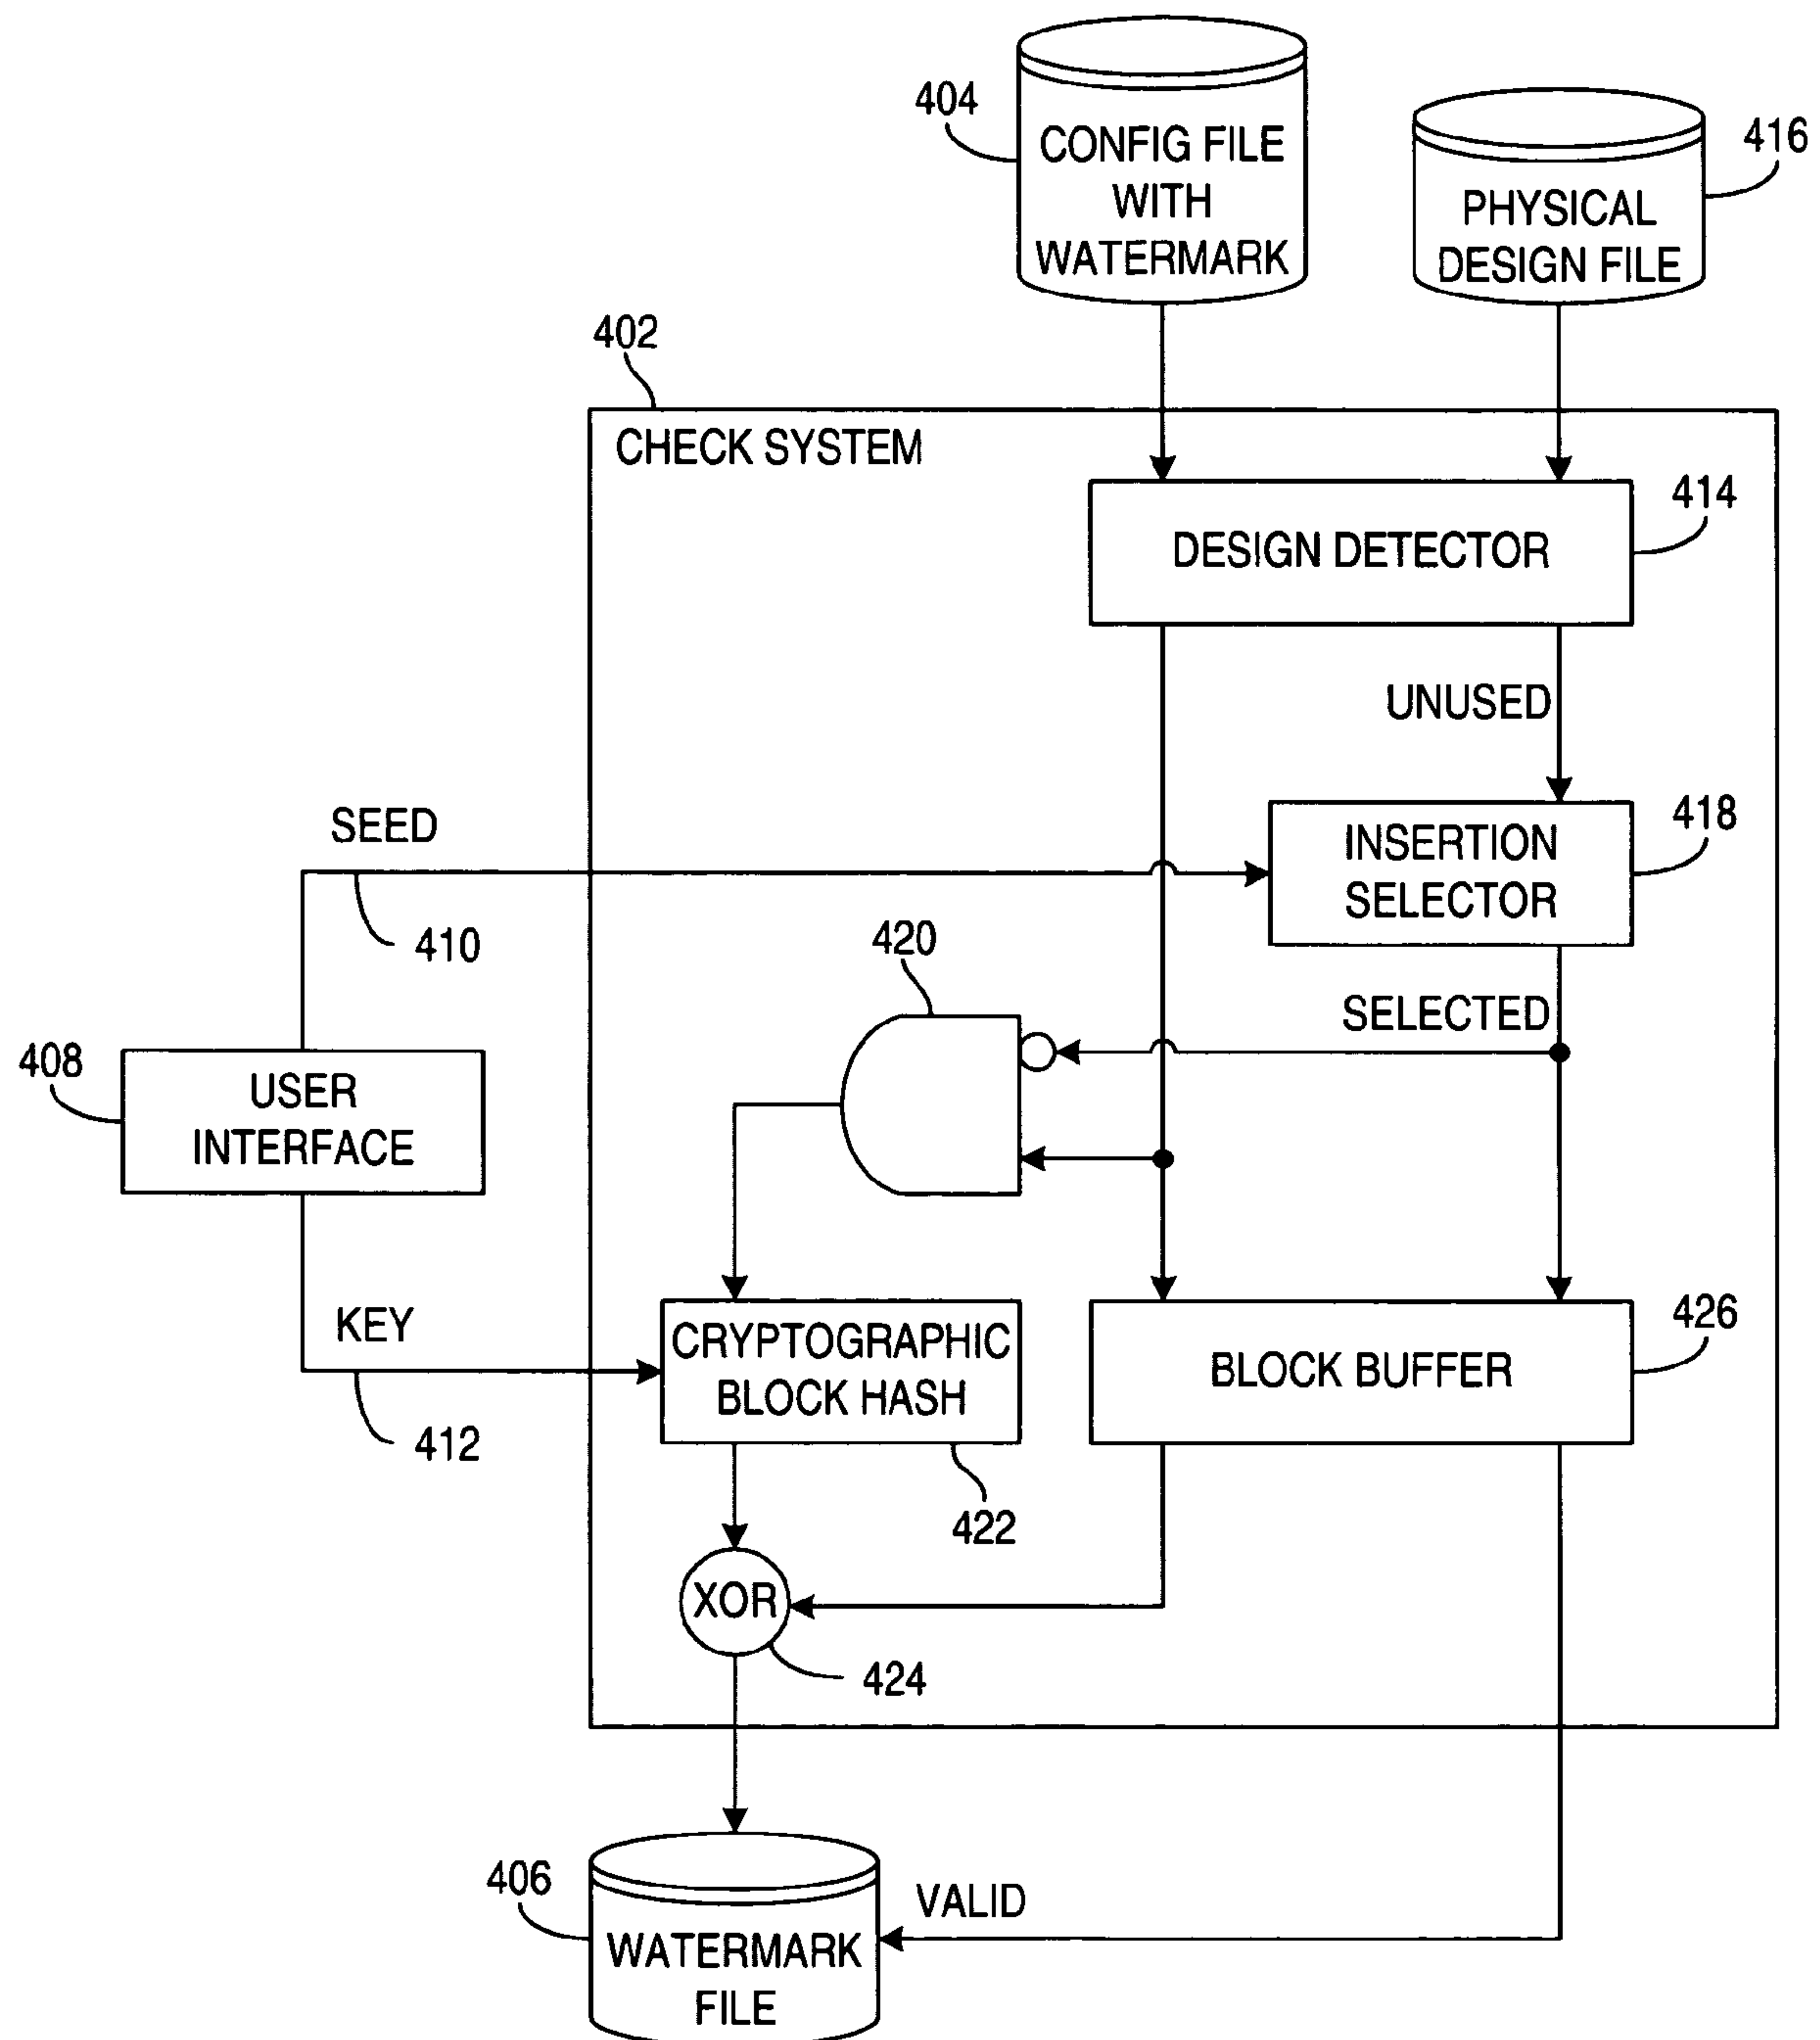 404
CONFIG FILE
WITH
WATERMARK
416
PHYSICAL
DESIGN FILE
402
CHECK SYSTEM
414
DESIGN DETECTOR
UNUSED
SEED
418
INSERTION
SELECTOR
410
420
SELECTED
408
USER
INTERFACE
KEY
CRYPTOGRAPHIC
BLOCK HASH
426
BLOCK BUFFER
412
422
XOR
424
406
VALID
WATERMARK
FILE